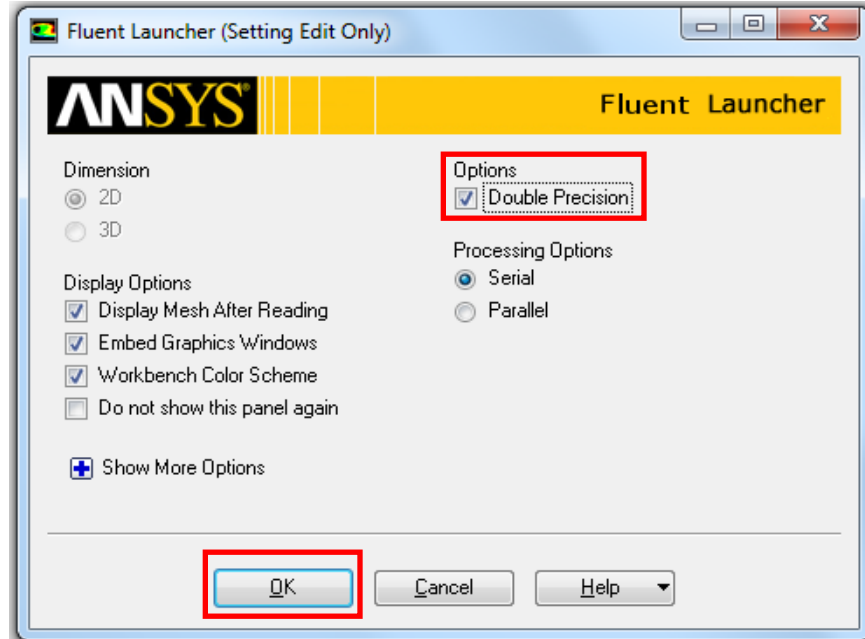 Fluent Launcher (Setting Edit Only)
ANSYS®
Fluent Launcher
Dimension
2D
3D
Display Options
Display Mesh After Reading
Embed Graphics Windows
Workbench Color Scheme
Do not show this panel again
Show More Options
Options
Double Precision
Processing Options
Serial
Parallel
OK
Cancel
Help